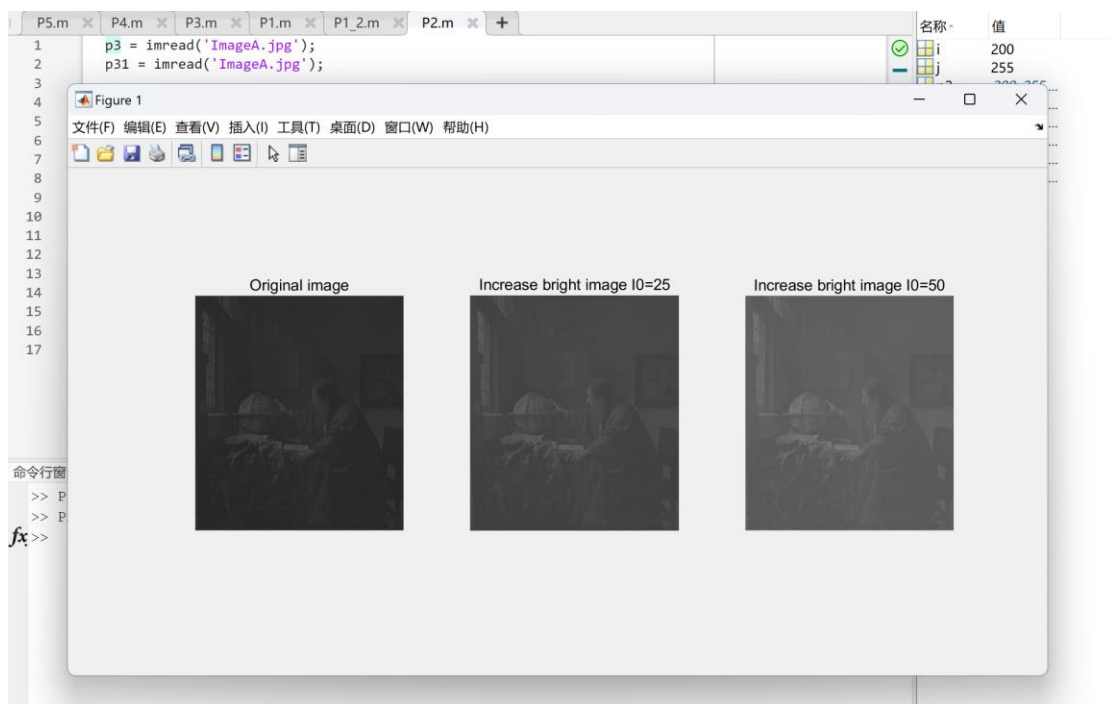 P5.m P4.m P3.m P1.m P1_2.m P2.m
名称 值
1 p3 = imread('ImageA.jpg');
2 p31 = imread('ImageA.jpg');
3
4
5
6
7
8
9
10
11
12
13
14
15
16
17
i 200
j 255
Figure 1
文件(F) 编辑(E) 查看(V) 插入(I) 工具(T) 桌面(D) 窗口(W) 帮助(H)
Original image
Increase bright image I0=25
Increase bright image I0=50
命令行窗
>> P
>> P
fx >>